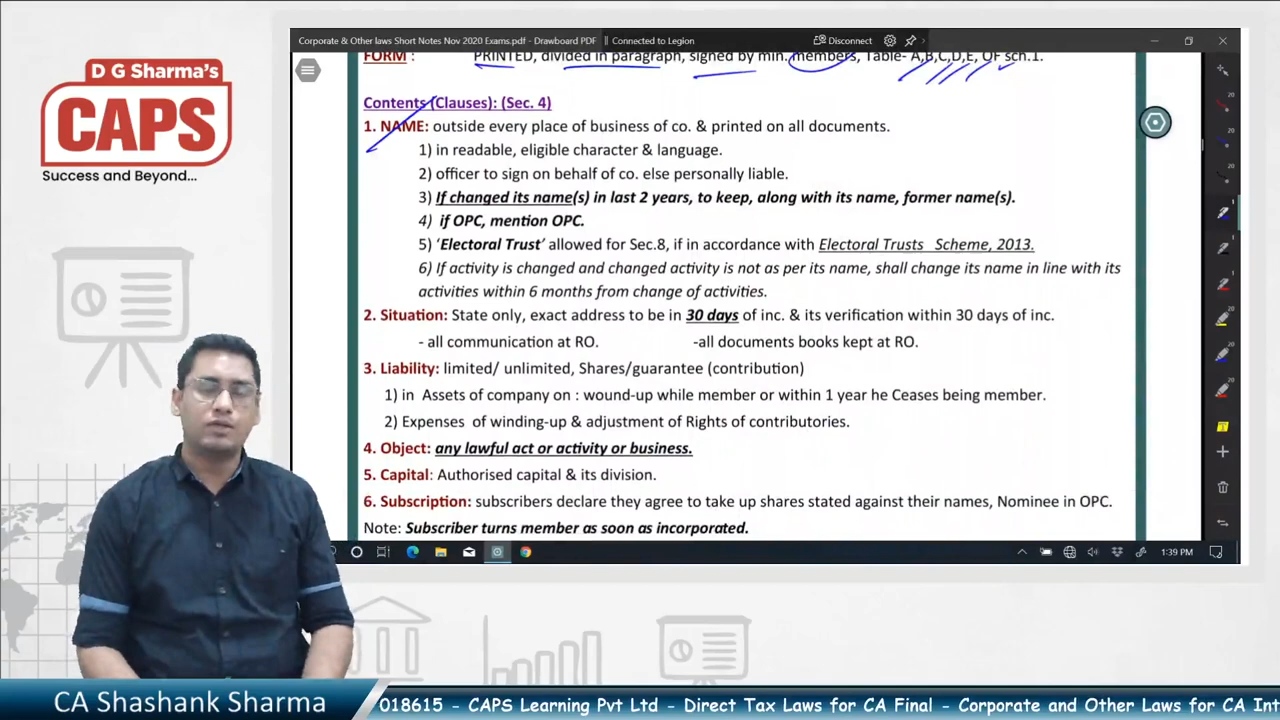 D G Sharma's
CAPS
Success and Beyond...
Corporate & Other laws Short Notes Nov 2020 Exams.pdf - Drawboard PDF
Connected to Legion
Disconnect
FORM : PRINTED, divided in paragraph, signed by min. members, Table- A,B,C,D,E, OF sch.1.
Contents (Clauses): (Sec. 4)
1. NAME: outside every place of business of co. & printed on all documents.
1) in readable, eligible character & language.
2) officer to sign on behalf of co. else personally liable.
3) If changed its name(s) in last 2 years, to keep, along with its name, former name(s).
4) if OPC, mention OPC.
5) ‘Electoral Trust’ allowed for Sec.8, if in accordance with Electoral Trusts Scheme, 2013.
6) If activity is changed and changed activity is not as per its name, shall change its name in line with its
activities within 6 months from change of activities.
2. Situation: State only, exact address to be in 30 days of inc. & its verification within 30 days of inc.
- all communication at RO. -all documents books kept at RO.
3. Liability: limited/ unlimited, Shares/guarantee (contribution)
1) in Assets of company on : wound-up while member or within 1 year he Ceases being member.
2) Expenses of winding-up & adjustment of Rights of contributories.
4. Object: any lawful act or activity or business.
5. Capital: Authorised capital & its division.
6. Subscription: subscribers declare they agree to take up shares stated against their names, Nominee in OPC.
Note: Subscriber turns member as soon as incorporated.
1:39 PM
CA Shashank Sharma
018615 - CAPS Learning Pvt Ltd - Direct Tax Laws for CA Final - Corporate and Other Laws for CA Int